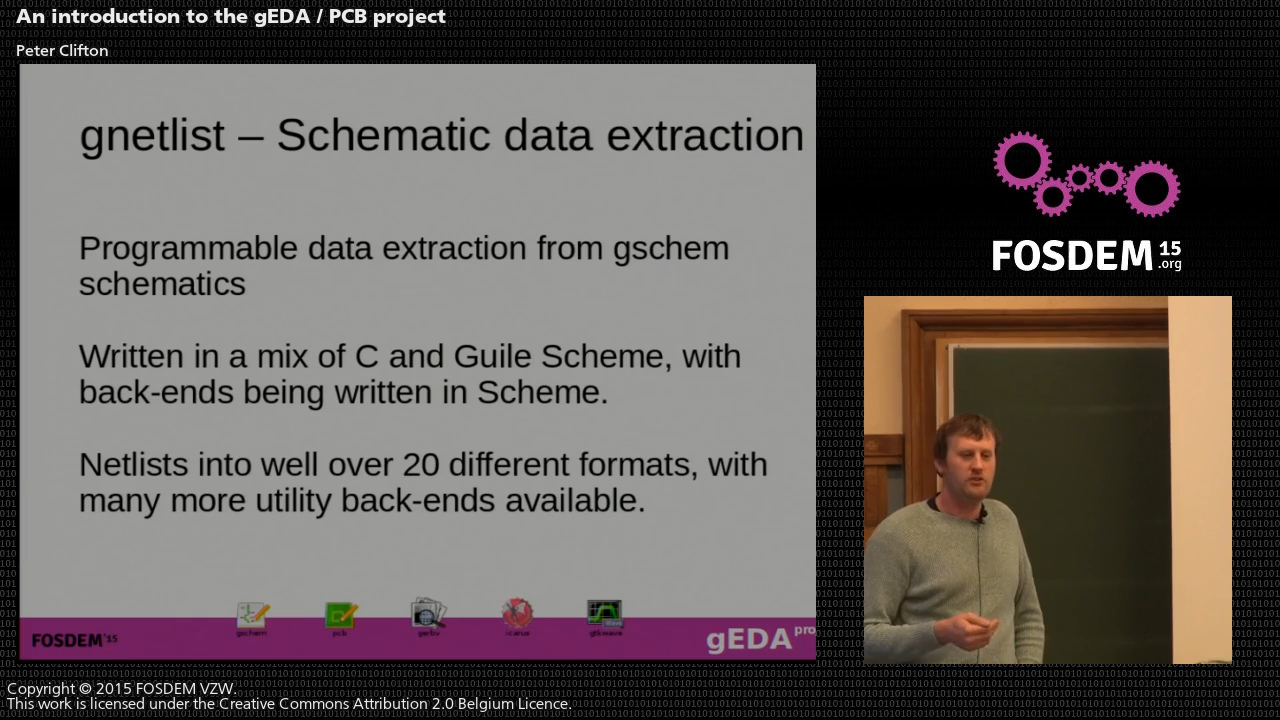 An introduction to the gEDA / PCB project
Peter Clifton
gnetlist – Schematic data extraction
Programmable data extraction from gschem
schematics
Written in a mix of C and Guile Scheme, with
back-ends being written in Scheme.
Netlists into well over 20 different formats, with
many more utility back-ends available.
gschem
pcb
gerbv
icarus
gtkwave
FOSDEM'15
gEDA pro
FOSDEM 15
.org
Copyright © 2015 FOSDEM VZW.
This work is licensed under the Creative Commons Attribution 2.0 Belgium Licence.